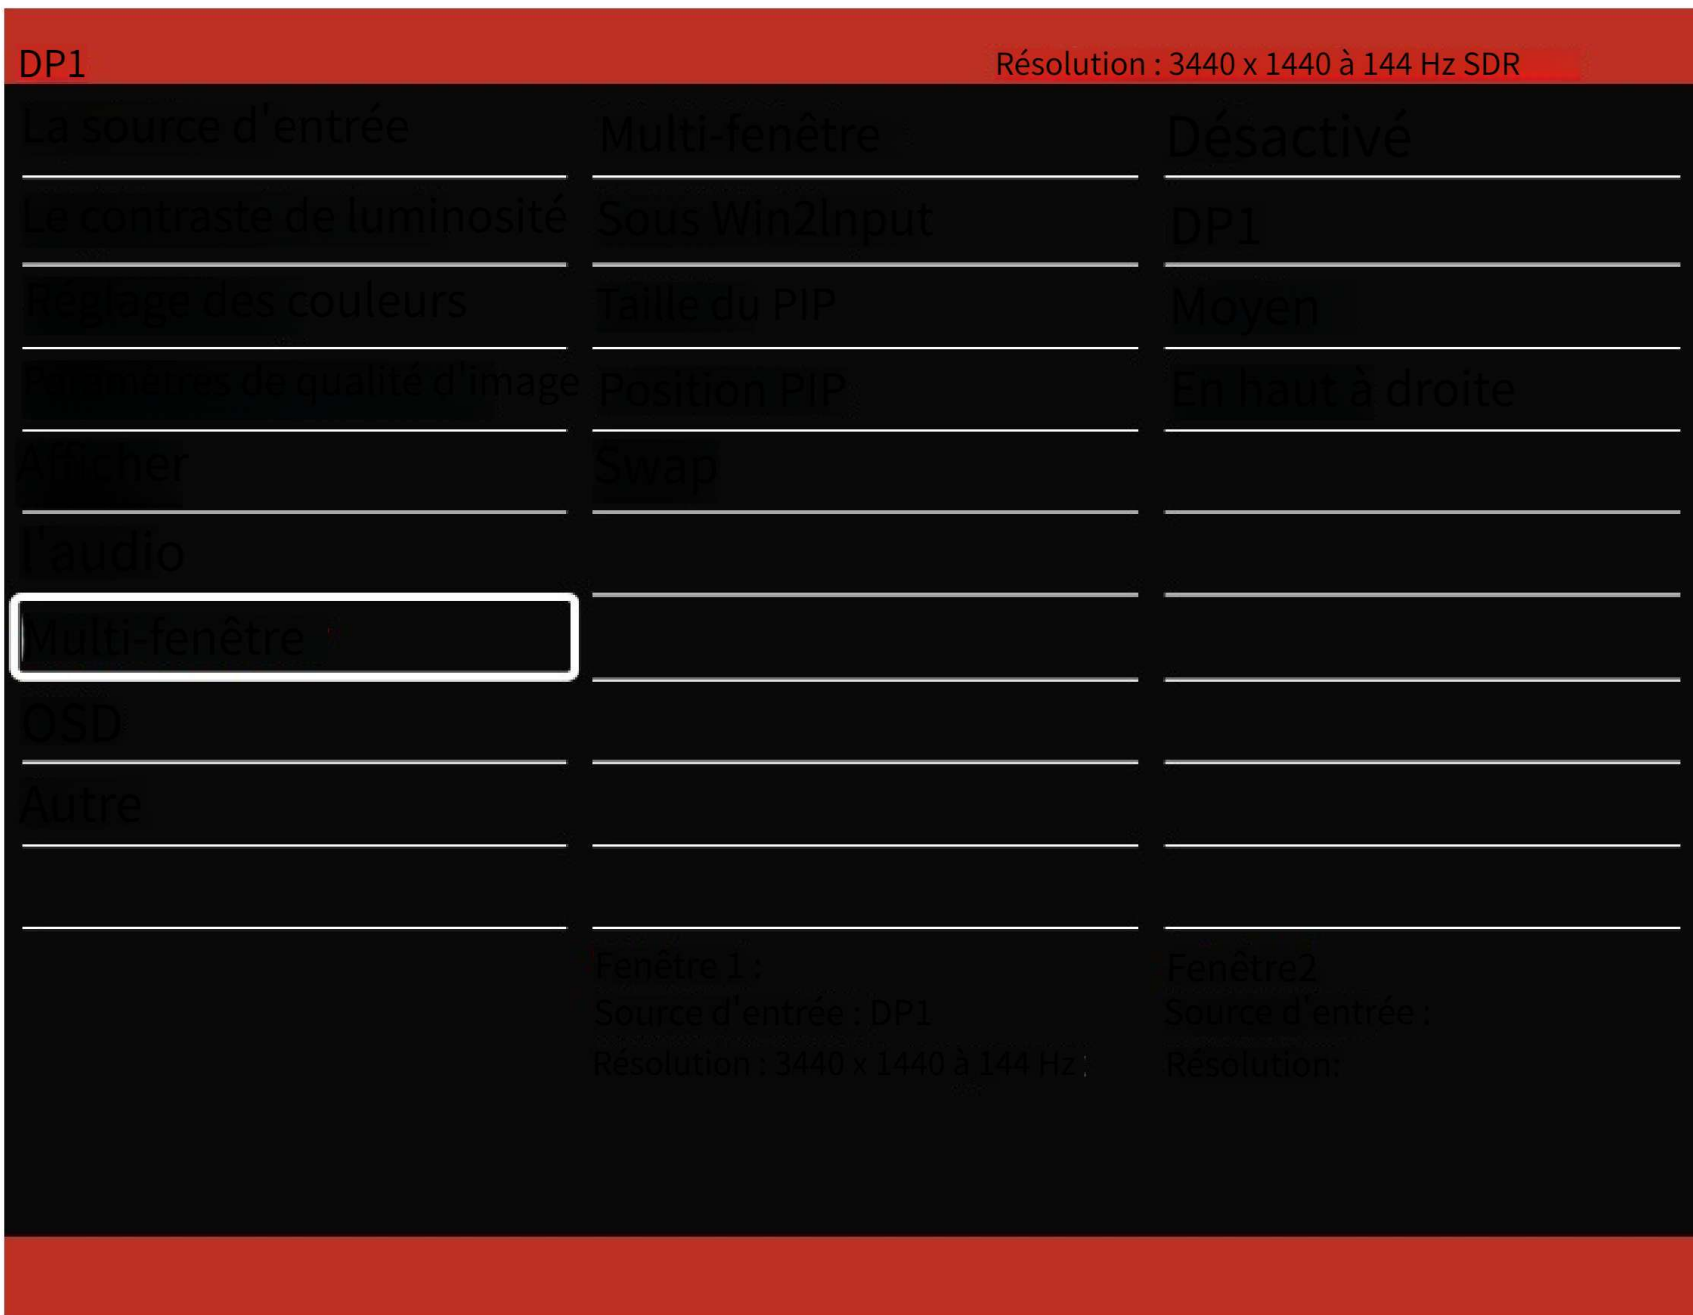 DP1
Résolution : 3440 x 1440 à 144 Hz SDR
La source d'entrée
Multi-fenêtre
Désactivé
Le contraste de luminosité
Sous Win2lnput
DP1
Réglage des couleurs
Taille du PIP
Moyen
Paramètres de qualité d'image
Position PIP
En haut à droite
Afficher
Swap
l'audio
Multi-fenêtre
OSD
Autre
Fenêtre 1 :
Source d'entrée : DP1
Résolution : 3440 x 1440 à 144 Hz
Fenêtre2
Source d'entrée :
Résolution: